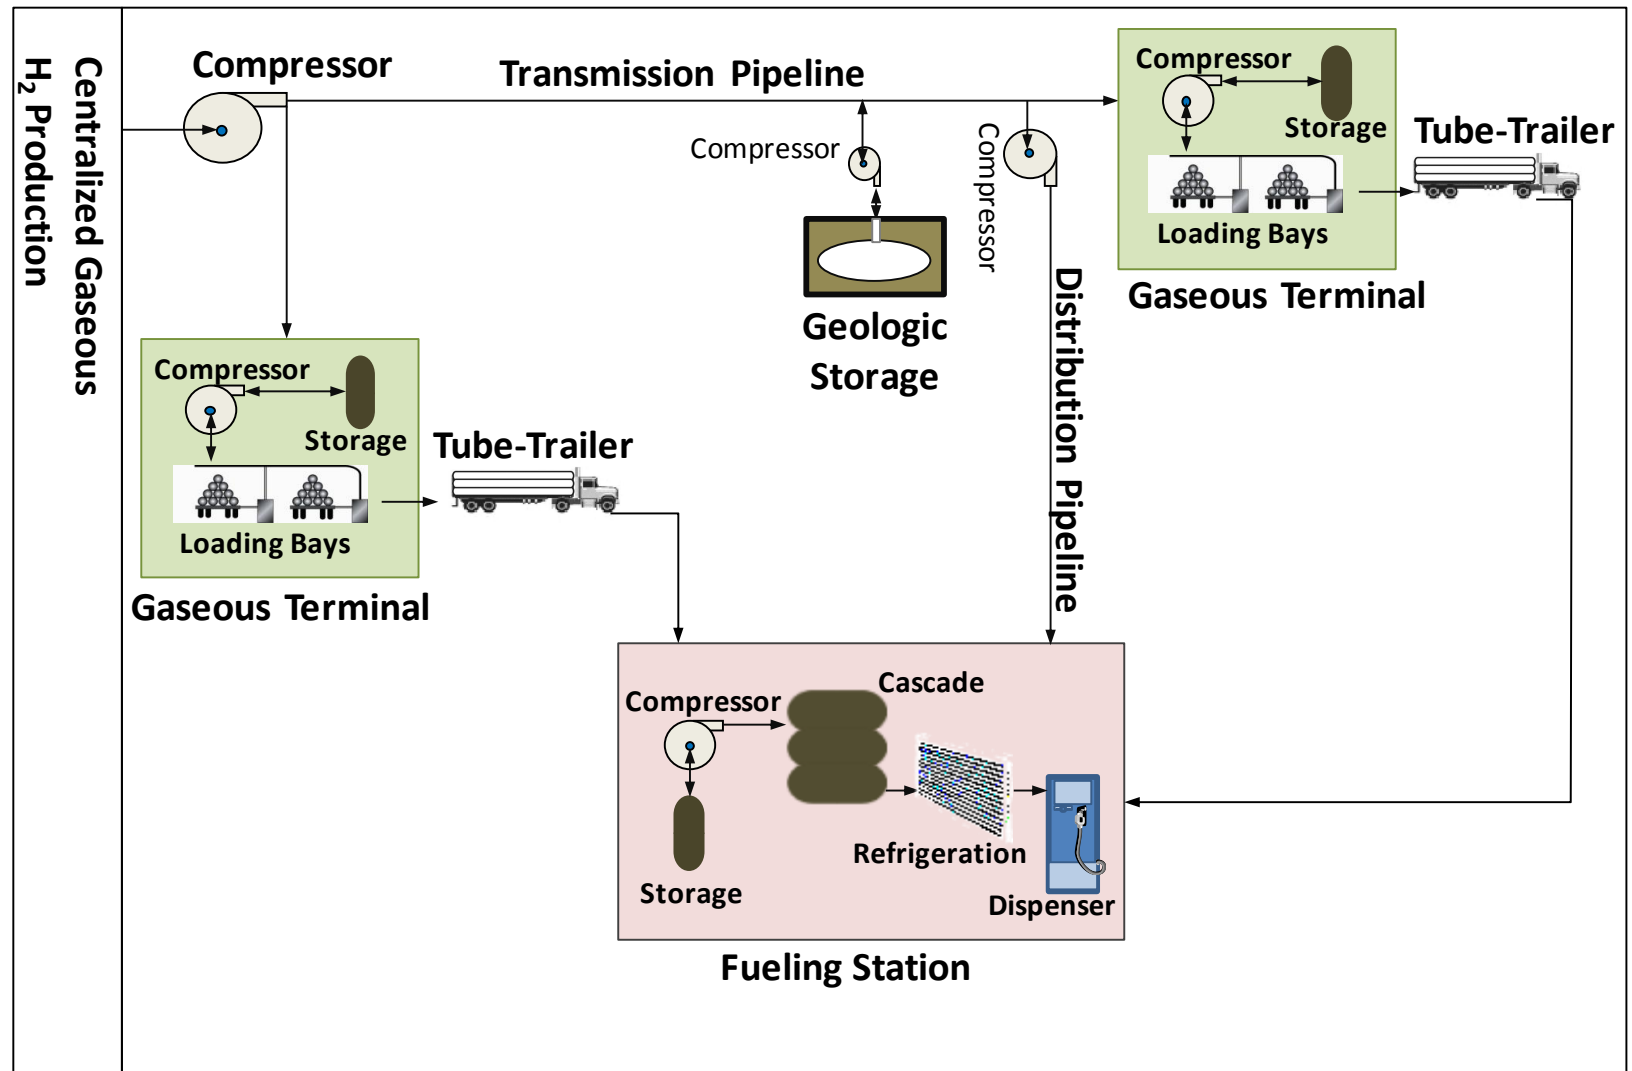 Centralized Gaseous
H₂ Production
Compressor
Transmission Pipeline
Compressor
Storage
Loading Bays
Gaseous Terminal
Tube-Trailer
Compressor
Compressor
Geologic
Storage
Distribution Pipeline
Compressor
Storage
Loading Bays
Gaseous Terminal
Tube-Trailer
Compressor
Cascade
Storage
Refrigeration
Dispenser
Fueling Station